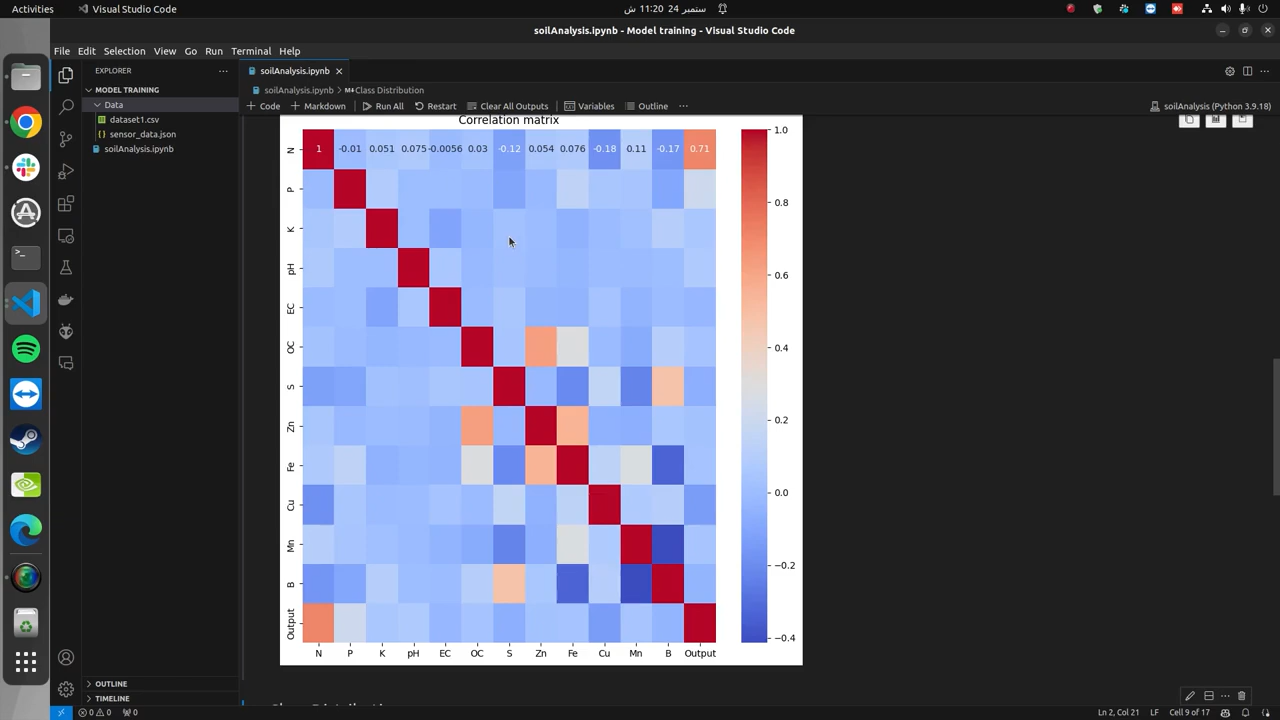 Activities
Visual Studio Code
ستمبر 24 11:20 ش
soilAnalysis.ipynb - Model training - Visual Studio Code
File Edit Selection View Go Run Terminal Help
EXPLORER
MODEL TRAINING
Data
dataset1.csv
sensor_data.json
soilAnalysis.ipynb
OUTLINE
TIMELINE
soilAnalysis.ipynb
soilAnalysis.ipynb > Class Distribution
Code Markdown Run All Restart Clear All Outputs Variables Outline
soilAnalysis (Python 3.9.18)
Correlation matrix
N 1 -0.01 0.051 0.075 -0.0056 0.03 -0.12 0.054 0.076 -0.18 0.11 -0.17 0.71
P
K
pH
EC
OC
S
Zn
Fe
Cu
Mn
B
Output
N P K pH EC OC S Zn Fe Cu Mn B Output
1.0
0.8
0.6
0.4
0.2
0.0
−0.2
−0.4
0 0 0
Ln 2, Col 21 LF Cell 9 of 17